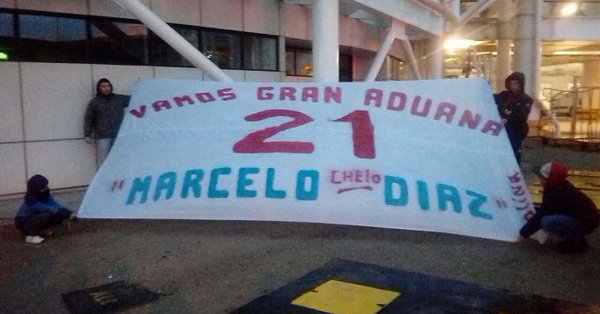 VAMOS GRAN ADUANA
21
"MARCELO CHElO DIAZ"